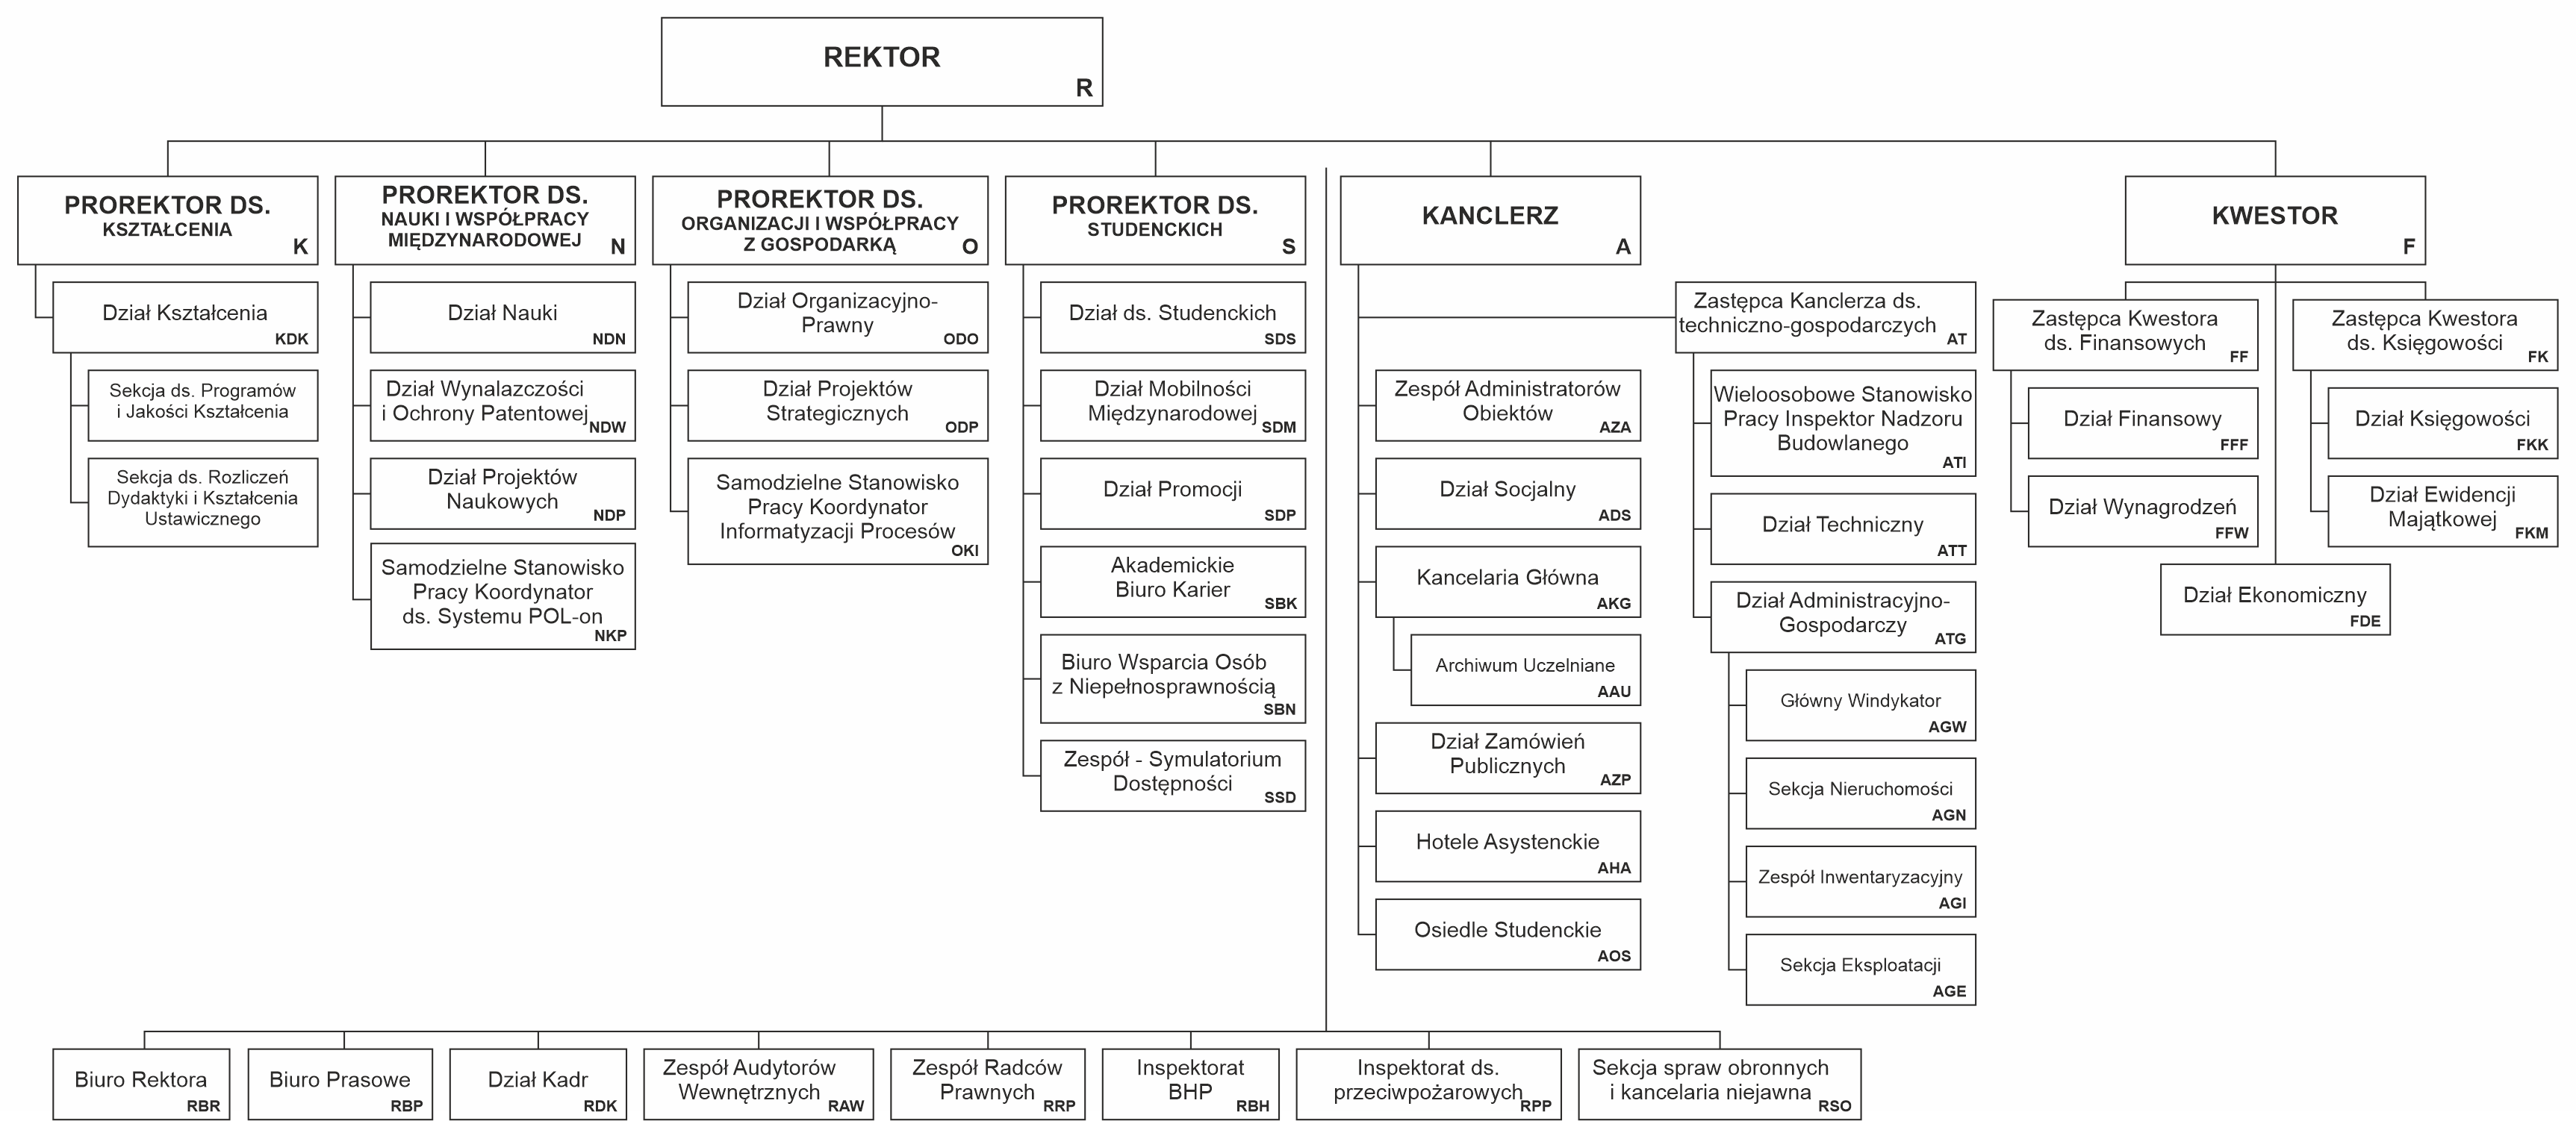 REKTOR
R
PROREKTOR DS.
KSZTAŁCENIA
K
Dział Kształcenia
KDK
Sekcja ds. Programów
i Jakości Kształcenia
Sekcja ds. Rozliczeń
Dydaktyki i Kształcenia
Ustawicznego
PROREKTOR DS.
NAUKI I WSPÓŁPRACY
MIĘDZYNARODOWEJ
N
Dział Nauki
NDN
Dział Wynalazczości
i Ochrony Patentowej
NDW
Dział Projektów
Naukowych
NDP
Samodzielne Stanowisko
Pracy Koordynator
ds. Systemu POL-on
NKP
PROREKTOR DS.
ORGANIZACJI I WSPÓŁPRACY
Z GOSPODARKĄ
O
Dział Organizacyjno-
Prawny
ODO
Dział Projektów
Strategicznych
ODP
Samodzielne Stanowisko
Pracy Koordynator
Informatyzacji Procesów
OKI
PROREKTOR DS.
STUDENCKICH
S
Dział ds. Studenckich
SDS
Dział Mobilności
Międzynarodowej
SDM
Dział Promocji
SDP
Akademickie
Biuro Karier
SBK
Biuro Wsparcia Osób
z Niepełnosprawnością
SBN
Zespół - Symulatorium
Dostępności
SSD
KANCLERZ
A
Zespół Administratorów
Obiektów
AZA
Dział Socjalny
ADS
Kancelaria Główna
AKG
Archiwum Uczelniane
AAU
Dział Zamówień
Publicznych
AZP
Hotele Asystenckie
AHA
Osiedle Studenckie
AOS
Zastępca Kanclerza ds.
techniczno-gospodarczych
AT
Wieloosobowe Stanowisko
Pracy Inspektor Nadzoru
Budowlanego
ATI
Dział Techniczny
ATT
Dział Administracyjno-
Gospodarczy
ATG
Główny Windykator
AGW
Sekcja Nieruchomości
AGN
Zespół Inwentaryzacyjny
AGI
Sekcja Eksploatacji
AGE
KWESTOR
F
Zastępca Kwestora
ds. Finansowych
FF
Dział Finansowy
FFF
Dział Wynagrodzeń
FFW
Zastępca Kwestora
ds. Księgowości
FK
Dział Księgowości
FKK
Dział Ewidencji
Majątkowej
FKM
Dział Ekonomiczny
FDE
Biuro Rektora
RBR
Biuro Prasowe
RBP
Dział Kadr
RDK
Zespół Audytorów
Wewnętrznych
RAW
Zespół Radców
Prawnych
RRP
Inspektorat
BHP
RBH
Inspektorat ds.
przeciwpożarowych
RPP
Sekcja spraw obronnych
i kancelaria niejawna
RSO